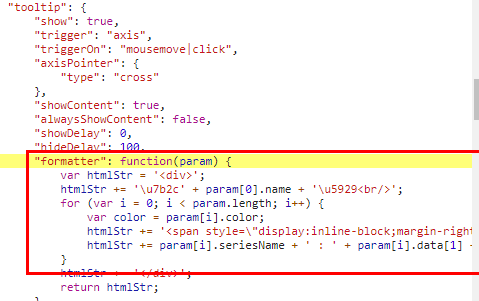 "tooltip": {
"show": true,
"trigger": "axis",
"triggerOn": "mousemove|click",
"axisPointer": {
"type": "cross"
},
"showContent": true,
"alwaysShowContent": false,
"showDelay": 0,
"hideDelay": 100,
"formatter": function(param) {
var htmlStr = '<div>';
htmlStr += '\u7b2c' + param[0].name + '\u5929<br/>';
for (var i = 0; i < param.length; i++) {
var color = param[i].color;
htmlStr += '<span style=\"display:inline-block;margin-right
htmlStr += param[i].seriesName + ' : ' + param[i].data[1] +
}
htmlStr += '</div>';
return htmlStr;